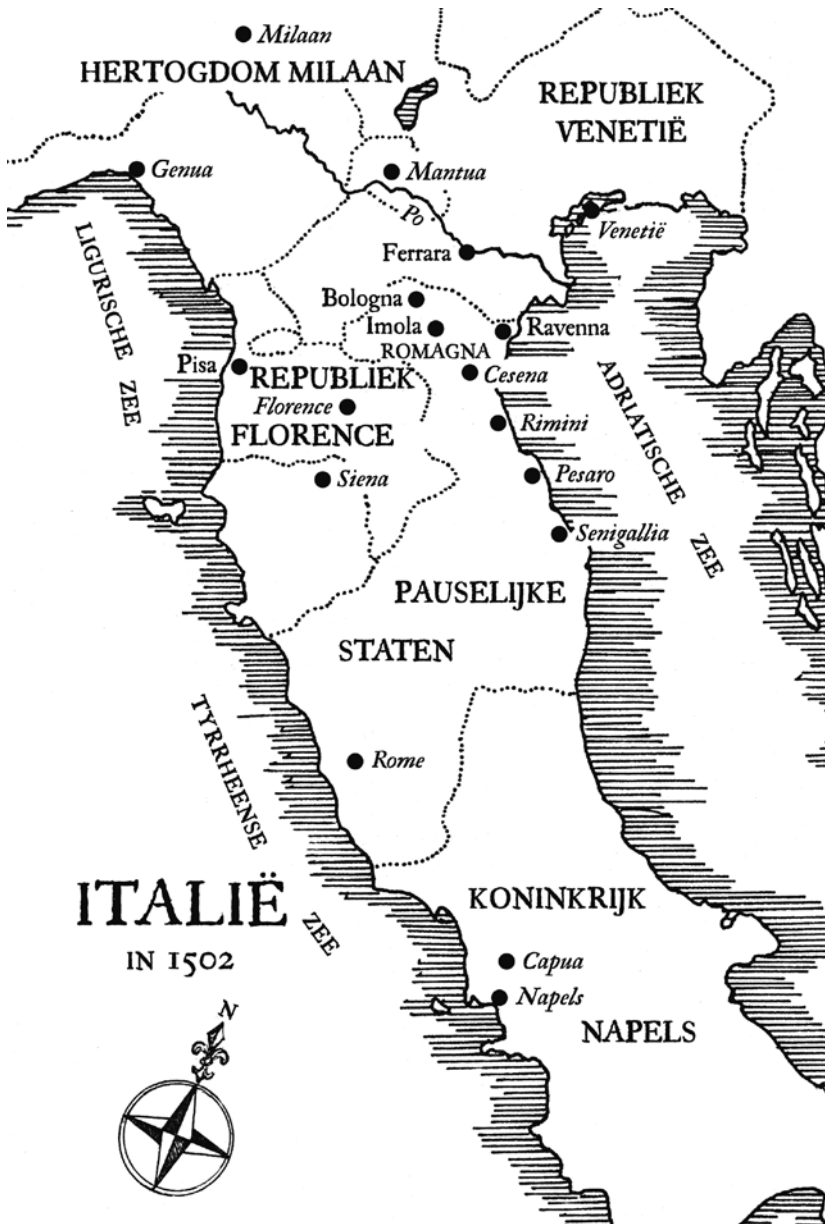 Milaan
HERTOGDOM MILAAN
REPUBLIEK
VENETIË
Genua
Mantua
Po
Venetië
LIGURISCHE ZEE
Ferrara
Bologna
Imola
Ravenna
ROMAGNA
Pisa
REPUBLIEK
Cesena
ADRIATISCHE ZEE
Florence
FLORENCE
Rimini
Siena
Pesaro
Senigallia
PAUSELIJKE
STATEN
TYRRHEENSE ZEE
Rome
ITALIË
IN 1502
KONINKRIJK
Capua
Napels
NAPELS
N